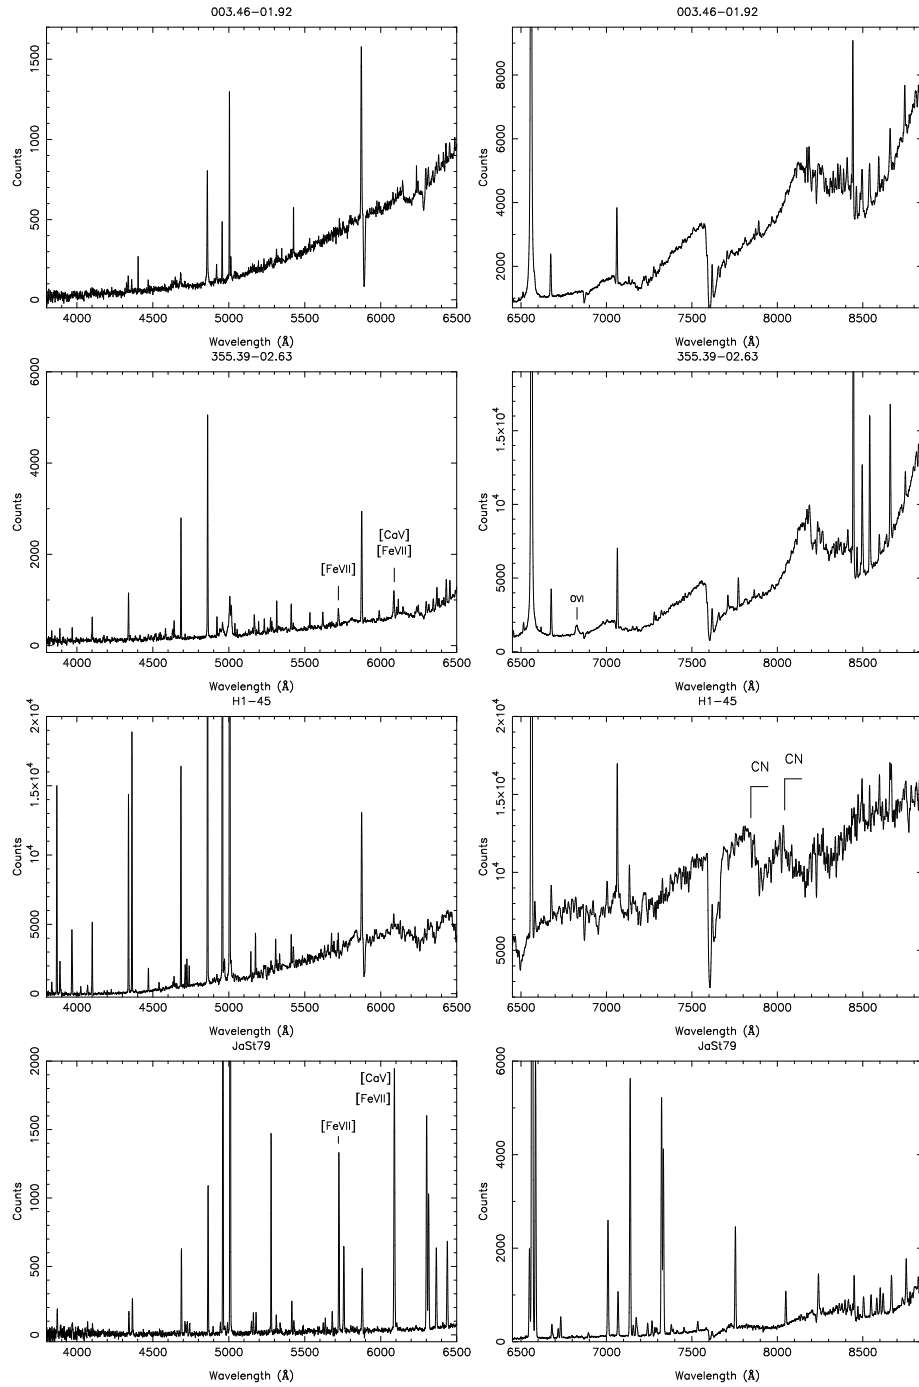 003.46−01.92
003.46−01.92
Counts
0 500 1000 1500
4000 4500 5000 5500 6000 6500
Wavelength (Å)
Counts
2000 4000 6000 8000
6500 7000 7500 8000 8500
Wavelength (Å)
355.39−02.63
355.39−02.63
Counts
0 2000 4000 6000
[CaV]
[FeVII]
[FeVII]
4000 4500 5000 5500 6000 6500
Wavelength (Å)
Counts
0 5000 10⁴ 1.5×10⁴
OVI
6500 7000 7500 8000 8500
Wavelength (Å)
H1−45
H1−45
Counts
0 5000 10⁴ 1.5×10⁴ 2×10⁴
4000 4500 5000 5500 6000 6500
Wavelength (Å)
Counts
5000 10⁴ 1.5×10⁴ 2×10⁴
CN
CN
6500 7000 7500 8000 8500
Wavelength (Å)
JaSt79
JaSt79
Counts
0 500 1000 1500 2000
[CaV]
[FeVII]
[FeVII]
4000 4500 5000 5500 6000 6500
Wavelength (Å)
Counts
0 2000 4000 6000
6500 7000 7500 8000 8500
Wavelength (Å)